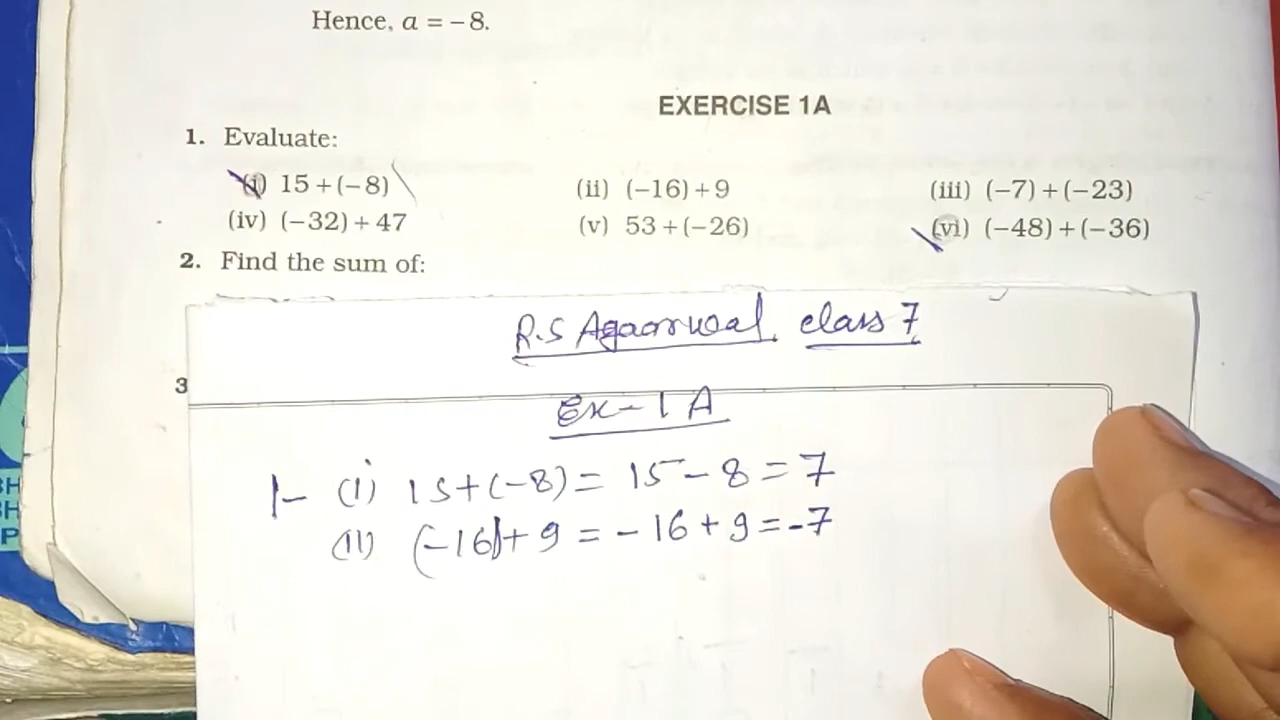 Hence, a = −8.
EXERCISE 1A
1. Evaluate:
(i) 15 + (−8) (ii) (−16) + 9 (iii) (−7) + (−23)
(iv) (−32) + 47 (v) 53 + (−26) (vi) (−48) + (−36)
2. Find the sum of:
R.S Agaorwal class 7
3
Ex - 1 A
1- (i) 15+(-8) = 15 - 8 = 7
(ii) (-16)+ 9 = - 16 + 9 = -7